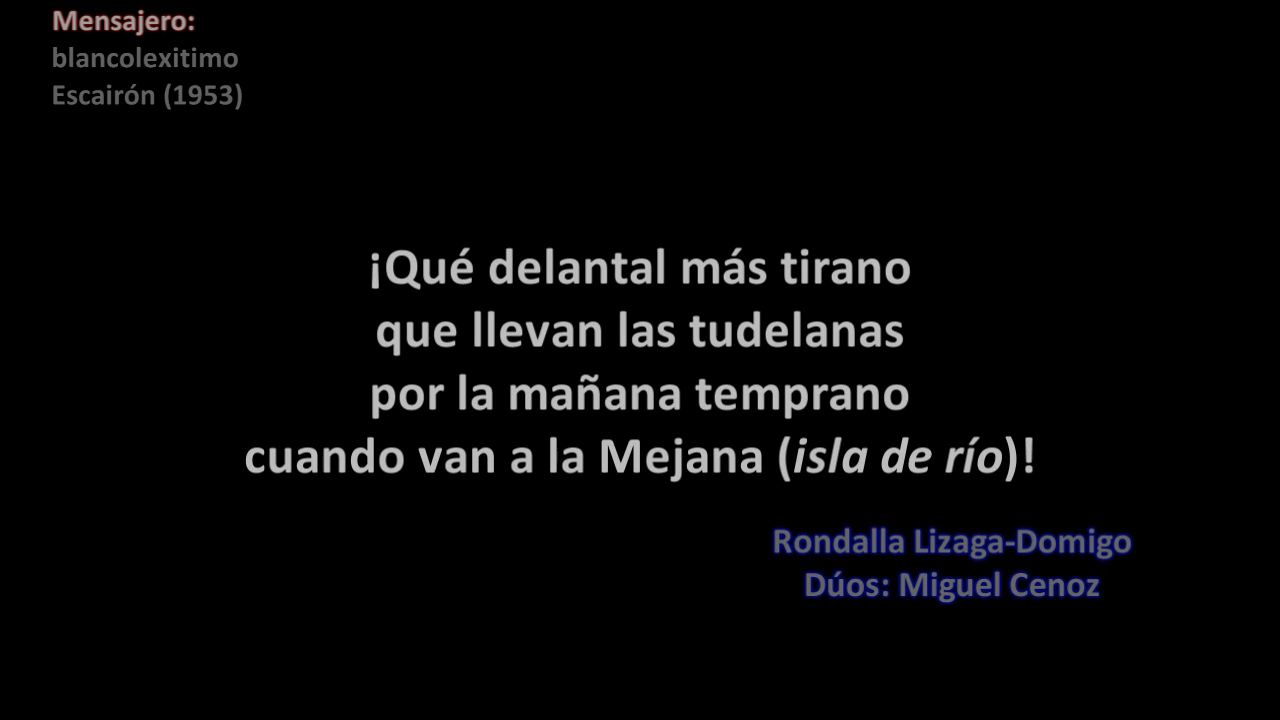 Mensajero:
blancolexitimo
Escairón (1953)
¡Qué delantal más tirano
que llevan las tudelanas
por la mañana temprano
cuando van a la Mejana (isla de río)!
Rondalla Lizaga-Domigo
Dúos: Miguel Cenoz